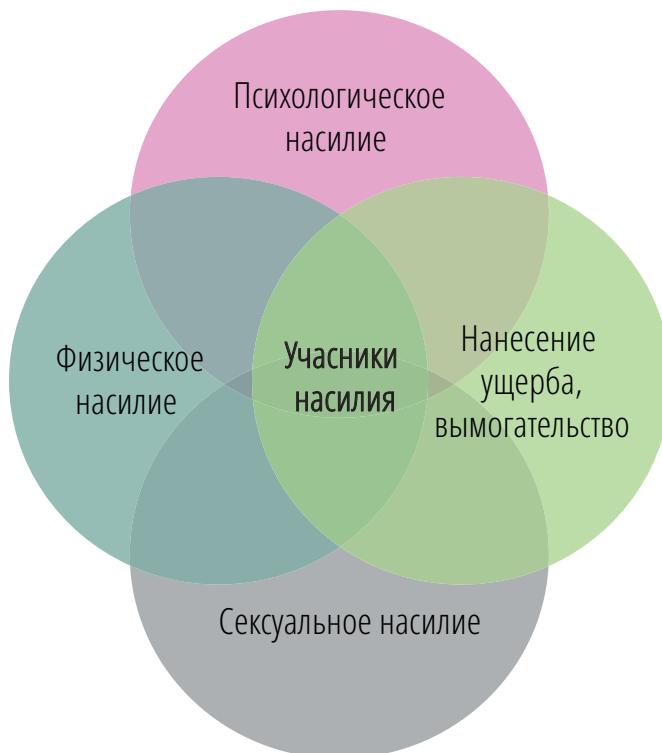 Психологическое
насилие
Физическое
насилие
Учасники
насилия
Нанесение
ущерба,
вымогательство
Сексуальное насилие